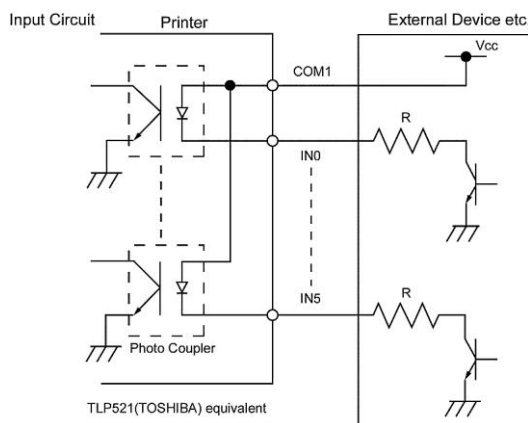 Input Circuit
Printer
External Device etc.
Vcc
COM1
R
IN0
R
IN5
Photo Coupler
TLP521(TOSHIBA) equivalent